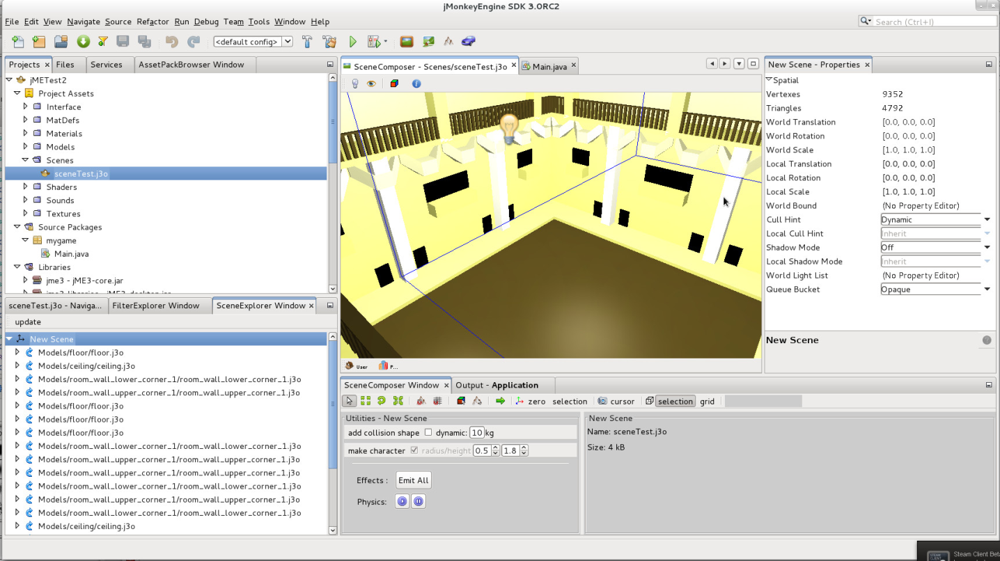 jMonkeyEngine SDK 3.0RC2
File Edit View Navigate Source Refactor Run Debug Team Tools Window Help
Search (Ctrl+I)
<default config>
Projects × Files Services AssetPackBrowser Window
jMETest2
Project Assets
Interface
MatDefs
Materials
Models
Scenes
sceneTest.j3o
Shaders
Sounds
Textures
Source Packages
mygame
Main.java
Libraries
jme3 - jME3-core.jar
jme3-libraries - jME3-desktop.jar
sceneTest.j3o - Naviga... FilterExplorer Window SceneExplorer Window ×
update
New Scene
Models/floor/floor.j3o
Models/ceiling/ceiling.j3o
Models/room_wall_lower_corner_1/room_wall_lower_corner_1.j3o
Models/room_wall_upper_corner_1/room_wall_upper_corner_1.j3o
Models/floor/floor.j3o
Models/floor/floor.j3o
Models/floor/floor.j3o
Models/room_wall_lower_corner_1/room_wall_lower_corner_1.j3o
Models/room_wall_upper_corner_1/room_wall_upper_corner_1.j3o
Models/room_wall_upper_corner_1/room_wall_upper_corner_1.j3o
Models/room_wall_lower_corner_1/room_wall_lower_corner_1.j3o
Models/room_wall_upper_corner_1/room_wall_upper_corner_1.j3o
Models/room_wall_lower_corner_1/room_wall_lower_corner_1.j3o
Models/ceiling/ceiling.j3o
SceneComposer - Scenes/sceneTest.j3o × Main.java ×
User P...
SceneComposer Window × Output - Application
zero selection cursor selection grid
Utilities - New Scene
add collision shape dynamic: 10 kg
make character radius/height 0.5 1.8
Effects : Emit All
Physics:
New Scene
Name: sceneTest.j3o
Size: 4 kB
New Scene - Properties ×
Spatial
Vertexes 9352
Triangles 4792
World Translation [0.0, 0.0, 0.0]
World Rotation [0.0, 0.0, 0.0]
World Scale [1.0, 1.0, 1.0]
Local Translation [0.0, 0.0, 0.0]
Local Rotation [0.0, 0.0, 0.0]
Local Scale [1.0, 1.0, 1.0]
World Bound (No Property Editor)
Cull Hint Dynamic
Local Cull Hint Inherit
Shadow Mode Off
Local Shadow Mode Inherit
World Light List (No Property Editor)
Queue Bucket Opaque
New Scene
Steam Client Bet